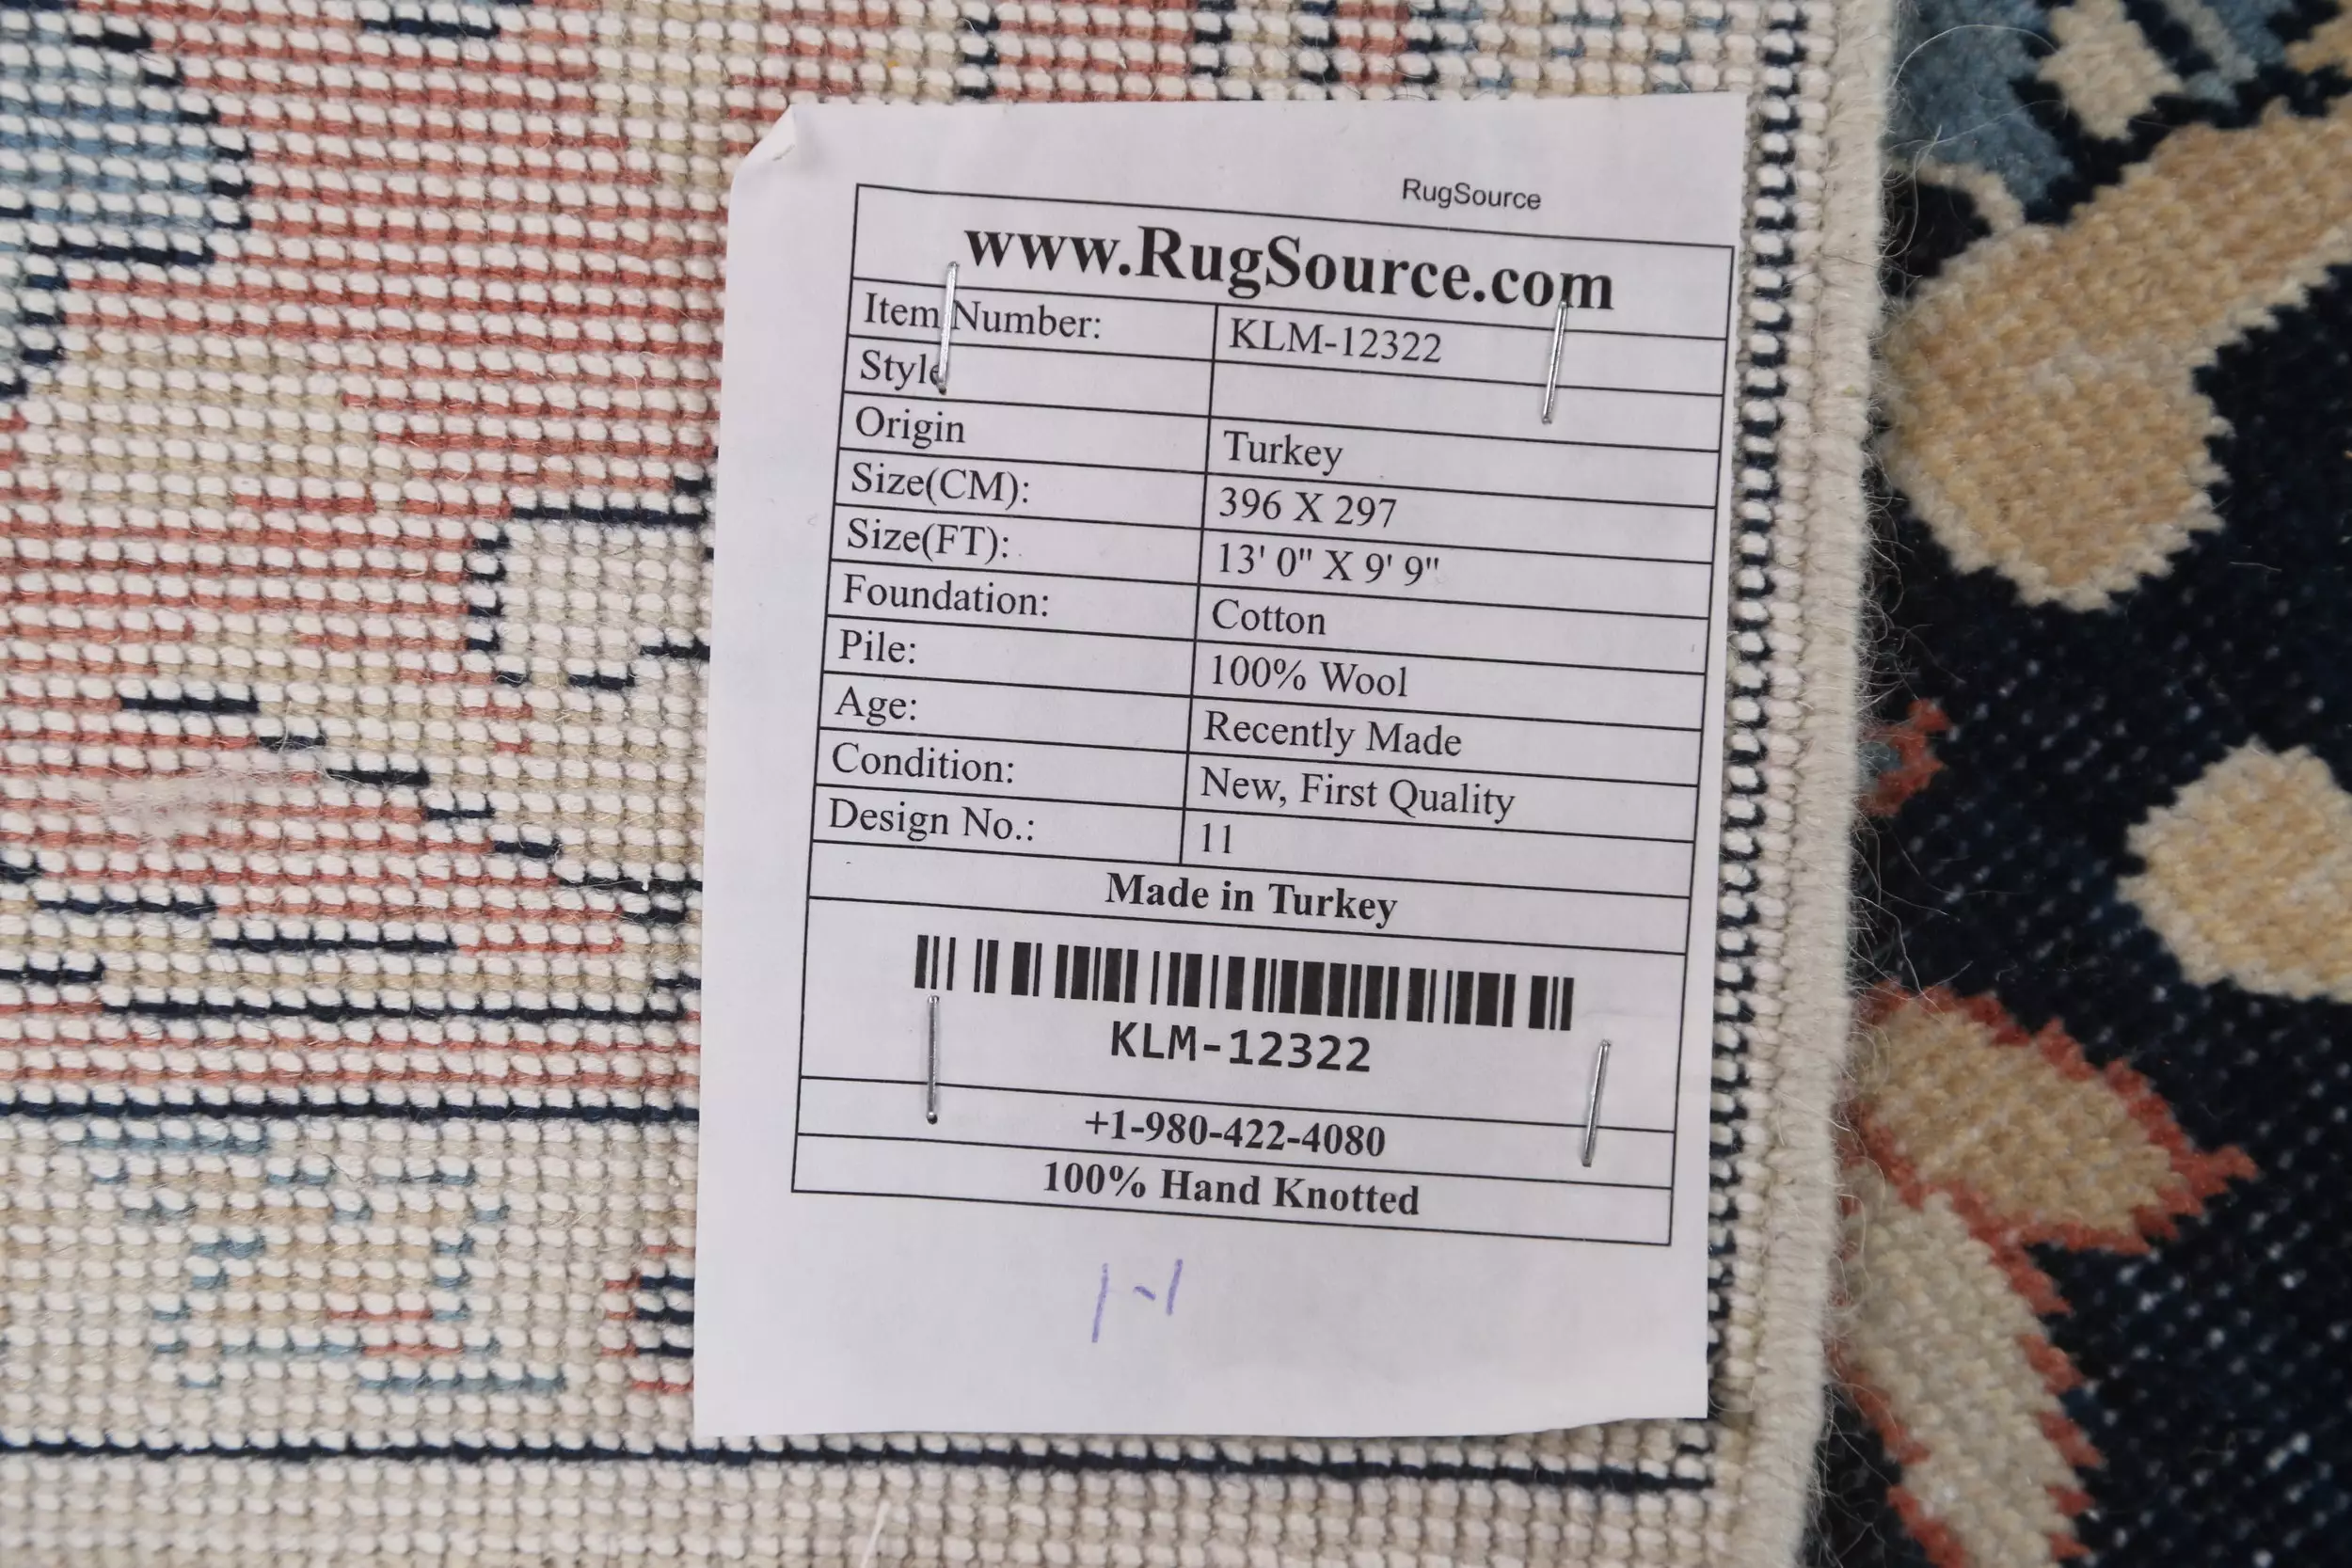 RugSource
www.RugSource.com
Item Number: KLM-12322
Style
Origin Turkey
Size(CM): 396 X 297
Size(FT): 13' 0" X 9' 9"
Foundation: Cotton
Pile: 100% Wool
Age: Recently Made
Condition: New, First Quality
Design No.: 11
Made in Turkey
KLM-12322
+1-980-422-4080
100% Hand Knotted
1-1